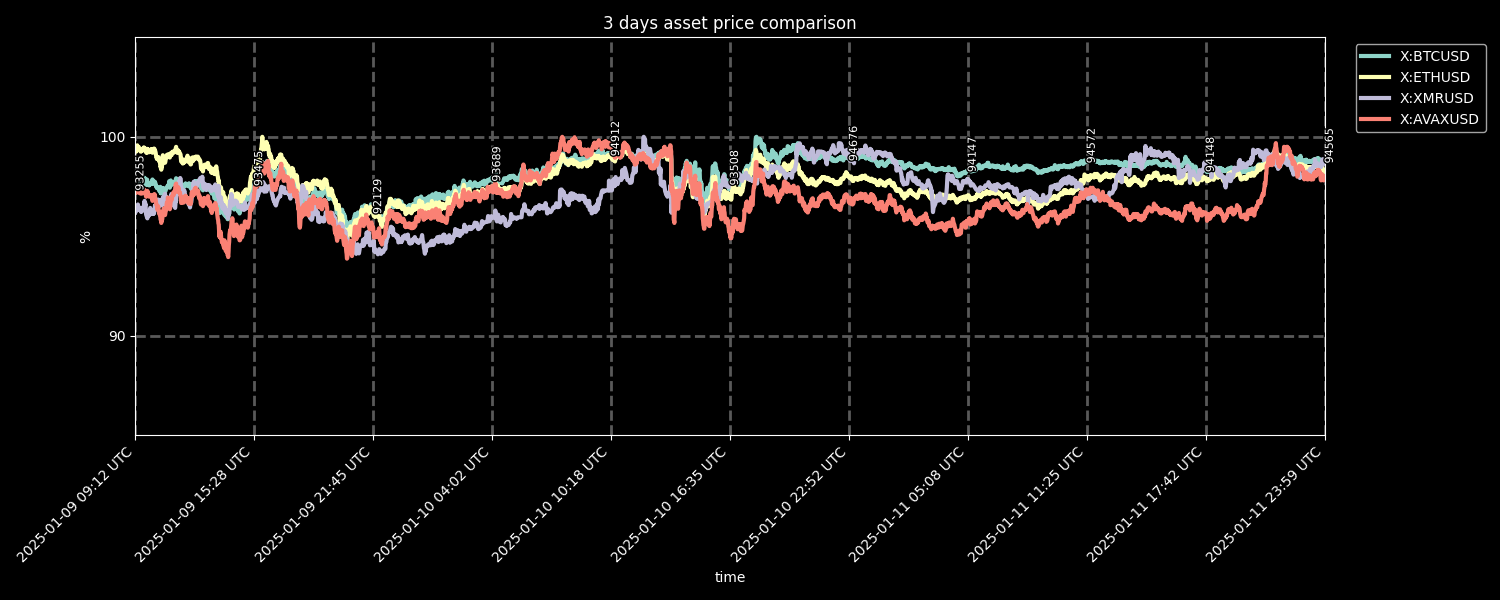 3 days asset price comparison
X:BTCUSD
X:ETHUSD
X:XMRUSD
X:AVAXUSD
100
90
%
93255
93475
92129
93689
94912
93508
94676
94147
94572
94148
94565
2025-01-09 09:12 UTC
2025-01-09 15:28 UTC
2025-01-09 21:45 UTC
2025-01-10 04:02 UTC
2025-01-10 10:18 UTC
2025-01-10 16:35 UTC
2025-01-10 22:52 UTC
2025-01-11 05:08 UTC
2025-01-11 11:25 UTC
2025-01-11 17:42 UTC
2025-01-11 23:59 UTC
time